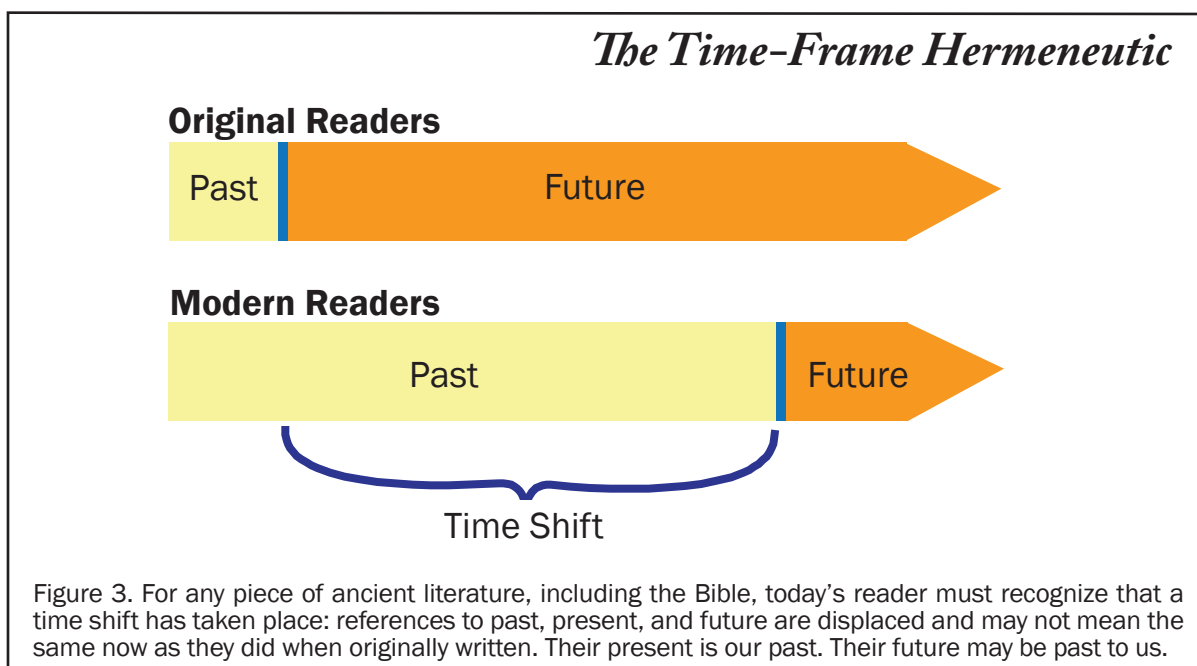 The Time-Frame Hermeneutic
Original Readers
Past
Future
Modern Readers
Past
Future
Time Shift
Figure 3. For any piece of ancient literature, including the Bible, today's reader must recognize that a
time shift has taken place: references to past, present, and future are displaced and may not mean the
same now as they did when originally written. Their present is our past. Their future may be past to us.